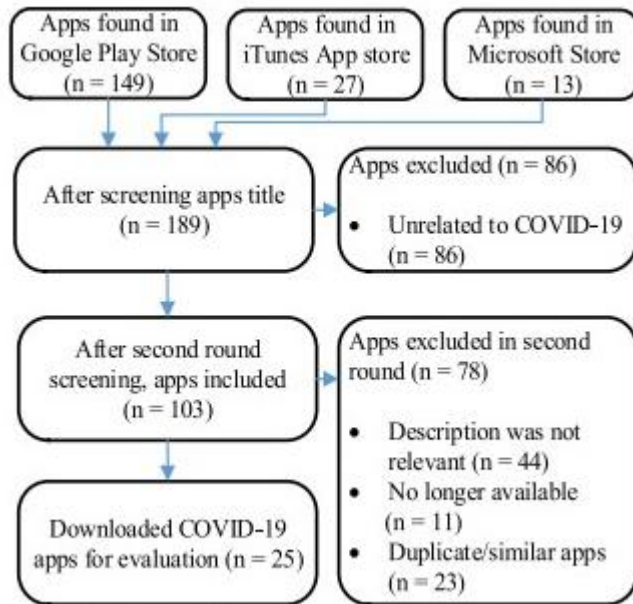 Apps found in
Google Play Store
(n = 149)
Apps found in
iTunes App store
(n = 27)
Apps found in
Microsoft Store
(n = 13)
After screening apps title
(n = 189)
Apps excluded (n = 86)
• Unrelated to COVID-19
(n = 86)
After second round
screening, apps included
(n = 103)
Apps excluded in second
round (n = 78)
• Description was not
relevant (n = 44)
• No longer available
(n = 11)
• Duplicate/similar apps
(n = 23)
Downloaded COVID-19
apps for evaluation (n = 25)